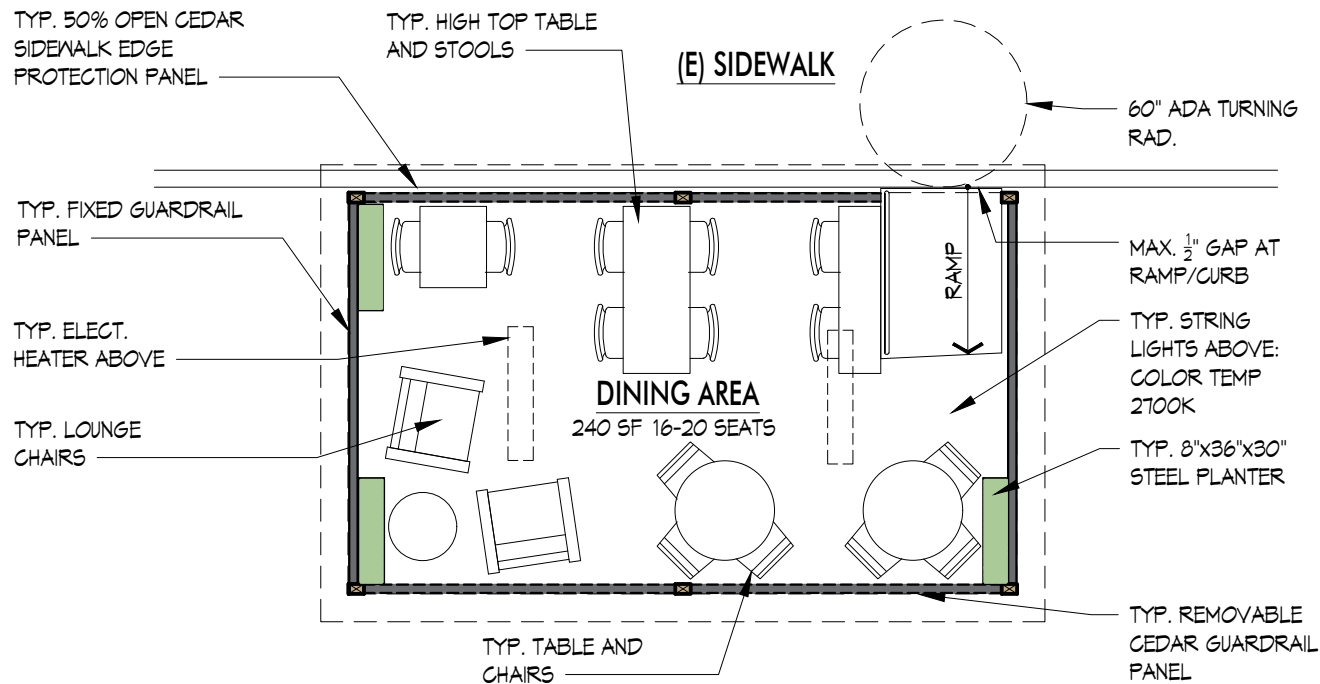 TYP. 50% OPEN CEDAR
SIDEWALK EDGE
PROTECTION PANEL
TYP. HIGH TOP TABLE
AND STOOLS
(E) SIDEWALK
60" ADA TURNING
RAD.
TYP. FIXED GUARDRAIL
PANEL
MAX. ½" GAP AT
RAMP/CURB
RAMP
TYP. ELECT.
HEATER ABOVE
TYP. STRING
LIGHTS ABOVE:
COLOR TEMP
2700K
DINING AREA
240 SF 16-20 SEATS
TYP. LOUNGE
CHAIRS
TYP. 8"x36"x30"
STEEL PLANTER
TYP. TABLE AND
CHAIRS
TYP. REMOVABLE
CEDAR GUARDRAIL
PANEL